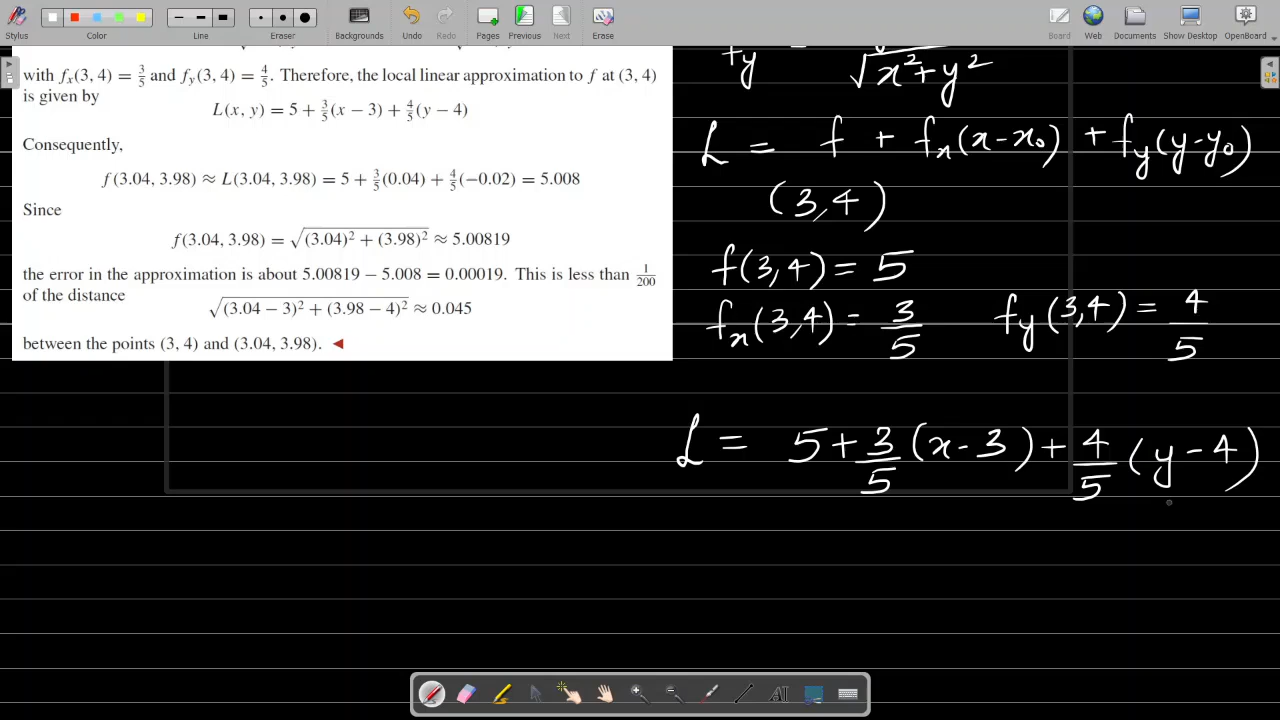 Stylus Color Line Eraser Backgrounds Undo Redo Pages Previous Next Erase Board Web Documents Show Desktop OpenBoard
with fx(3, 4) = 3/5 and fy(3, 4) = 4/5. Therefore, the local linear approximation to f at (3, 4)
is given by
L(x, y) = 5 + 3/5(x − 3) + 4/5(y − 4)
Consequently,
f(3.04, 3.98) ≈ L(3.04, 3.98) = 5 + 3/5(0.04) + 4/5(−0.02) = 5.008
Since
f(3.04, 3.98) = √(3.04)² + (3.98)² ≈ 5.00819
the error in the approximation is about 5.00819 − 5.008 = 0.00019. This is less than 1/200
of the distance
√(3.04 − 3)² + (3.98 − 4)² ≈ 0.045
between the points (3, 4) and (3.04, 3.98). ◄
fy = √x²+y²
L = f + fx(x-x0) + fy(y-y0)
(3,4)
f(3,4) = 5
fx(3,4) = 3/5 fy(3,4) = 4/5
L = 5 + 3/5 (x-3) + 4/5 (y-4)